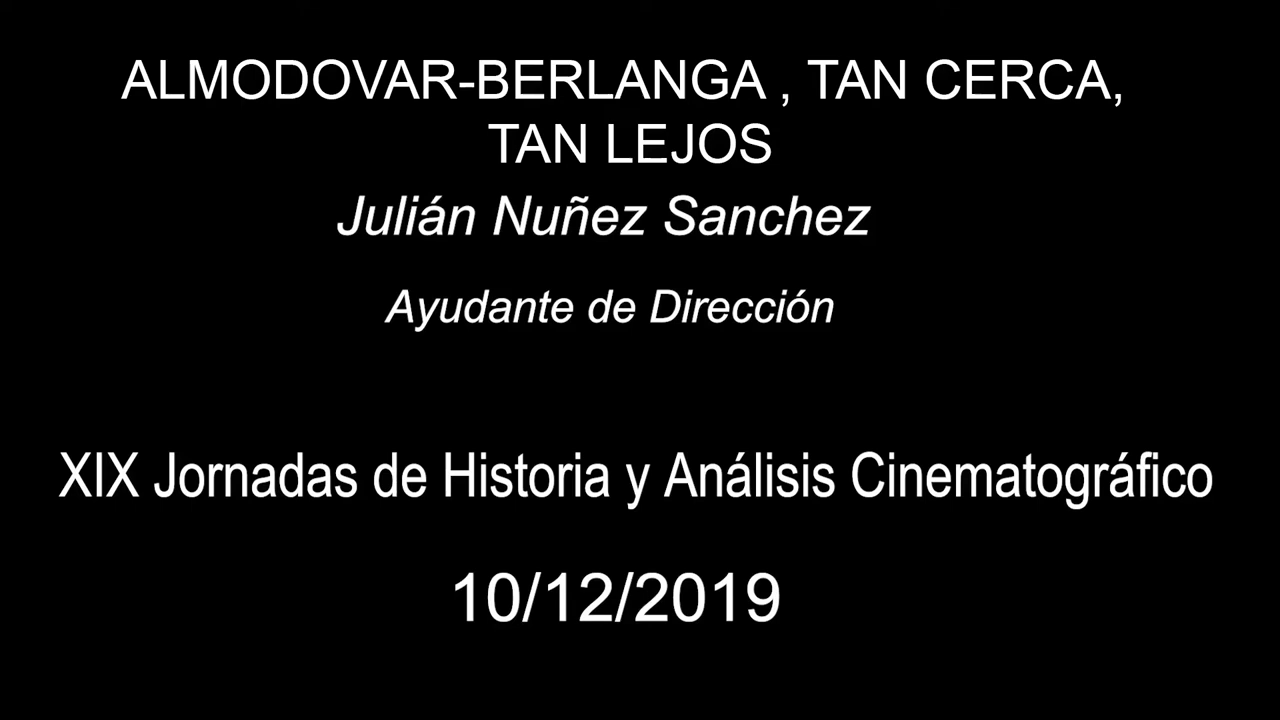 ALMODOVAR-BERLANGA , TAN CERCA,
TAN LEJOS
Julián Nuñez Sanchez
Ayudante de Dirección
XIX Jornadas de Historia y Análisis Cinematográfico
10/12/2019